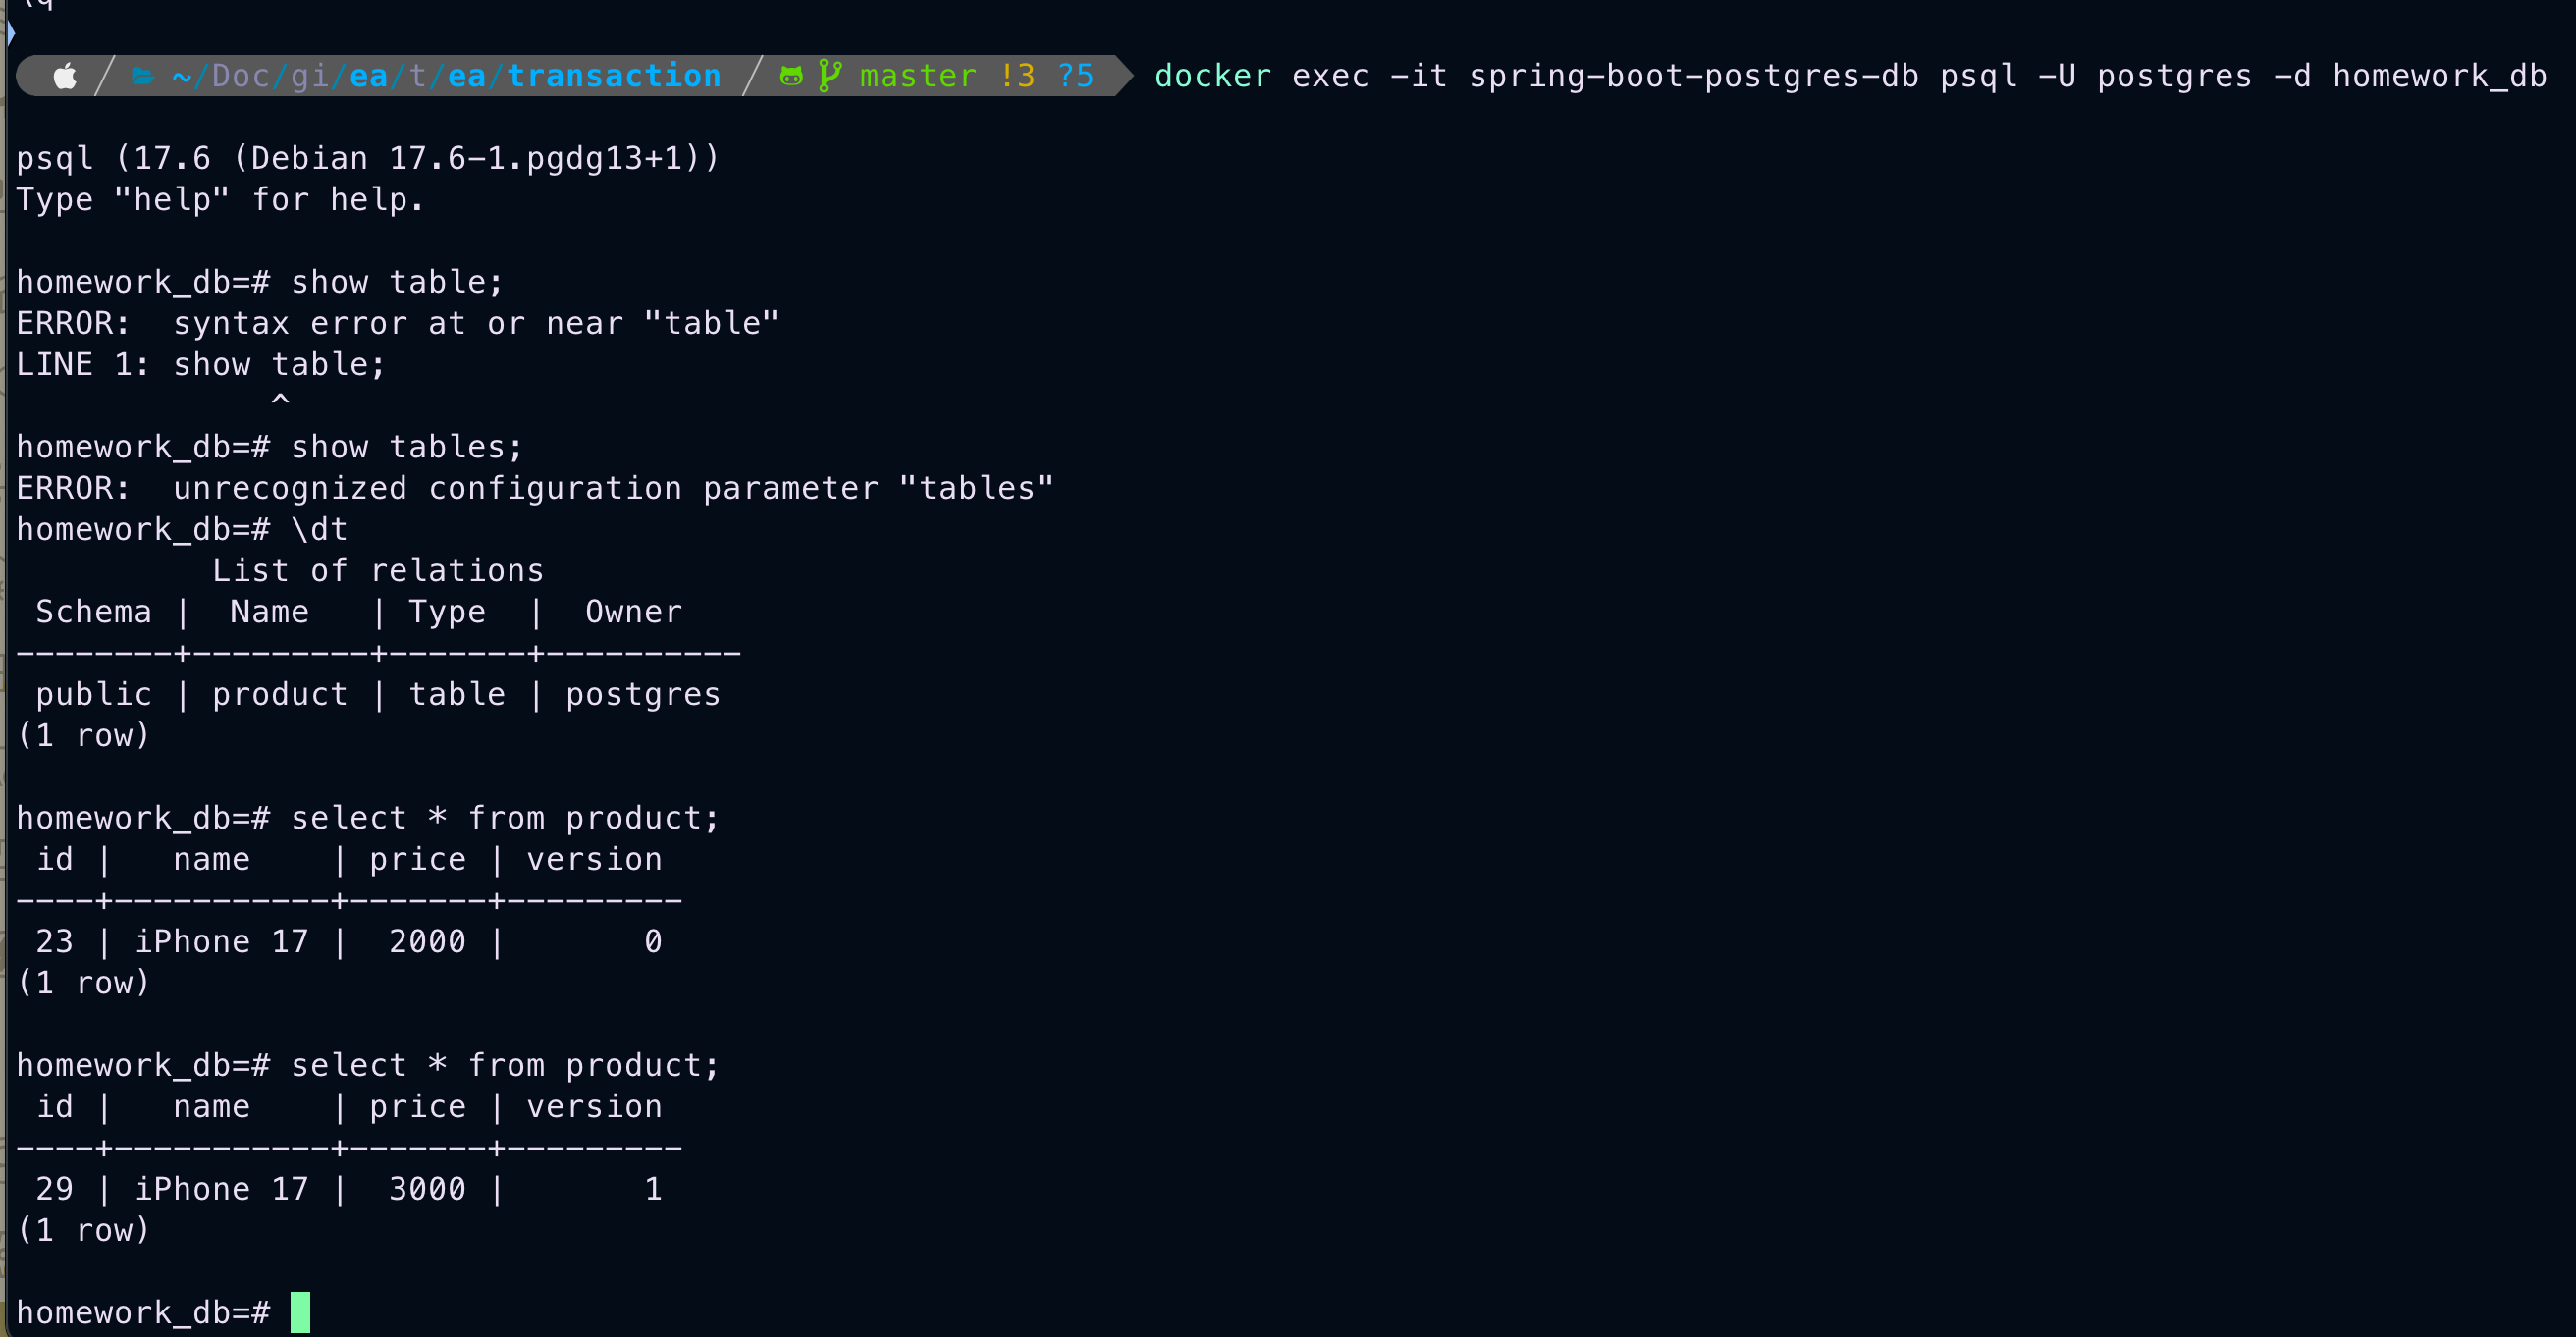 \q
~/Doc/gi/ea/t/ea/transaction master !3 ?5 docker exec -it spring-boot-postgres-db psql -U postgres -d homework_db
psql (17.6 (Debian 17.6-1.pgdg13+1))
Type "help" for help.
homework_db=# show table;
ERROR:  syntax error at or near "table"
LINE 1: show table;
             ^
homework_db=# show tables;
ERROR:  unrecognized configuration parameter "tables"
homework_db=# \dt
          List of relations
 Schema |  Name   | Type  |  Owner
--------+---------+-------+----------
 public | product | table | postgres
(1 row)
homework_db=# select * from product;
 id |   name    | price | version
----+-----------+-------+---------
 23 | iPhone 17 |  2000 |       0
(1 row)
homework_db=# select * from product;
 id |   name    | price | version
----+-----------+-------+---------
 29 | iPhone 17 |  3000 |       1
(1 row)
homework_db=#